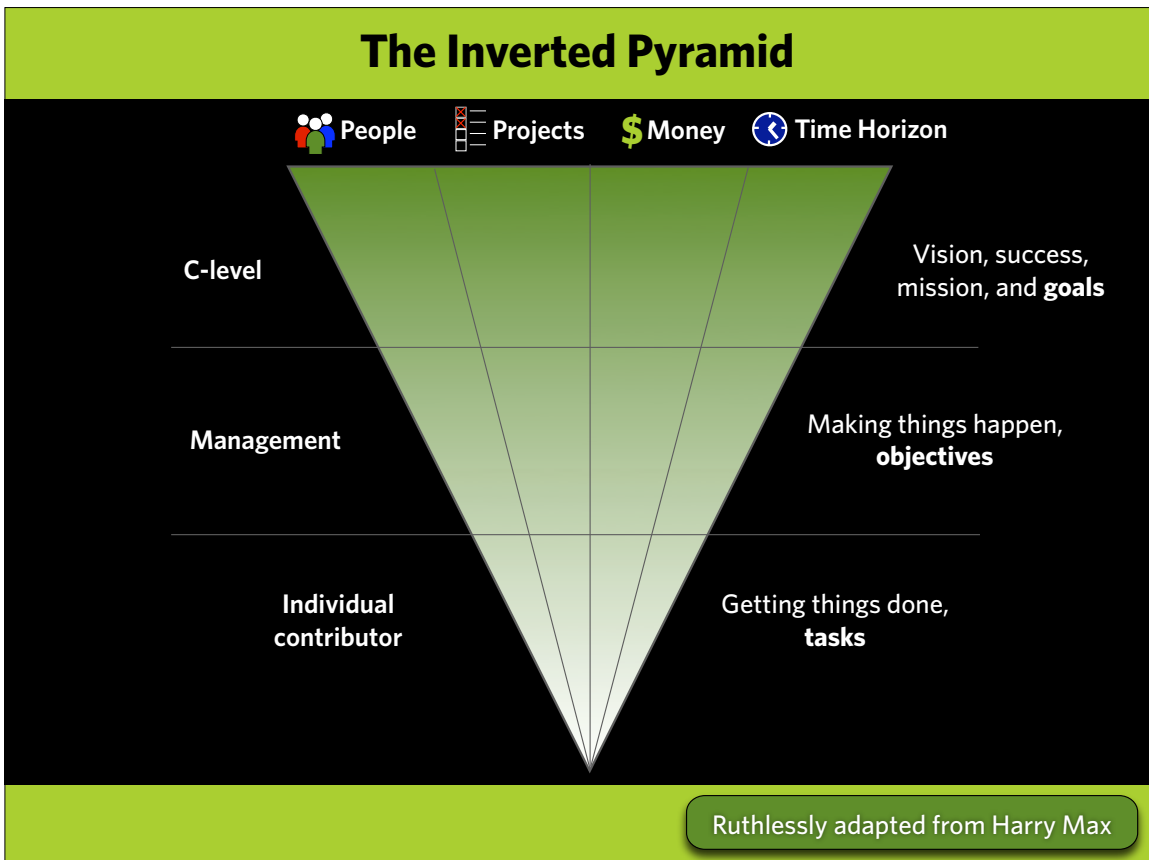 The Inverted Pyramid
People Projects $ Money Time Horizon
C-level
Vision, success,
mission, and goals
Management
Making things happen,
objectives
Individual
contributor
Getting things done,
tasks
Ruthlessly adapted from Harry Max